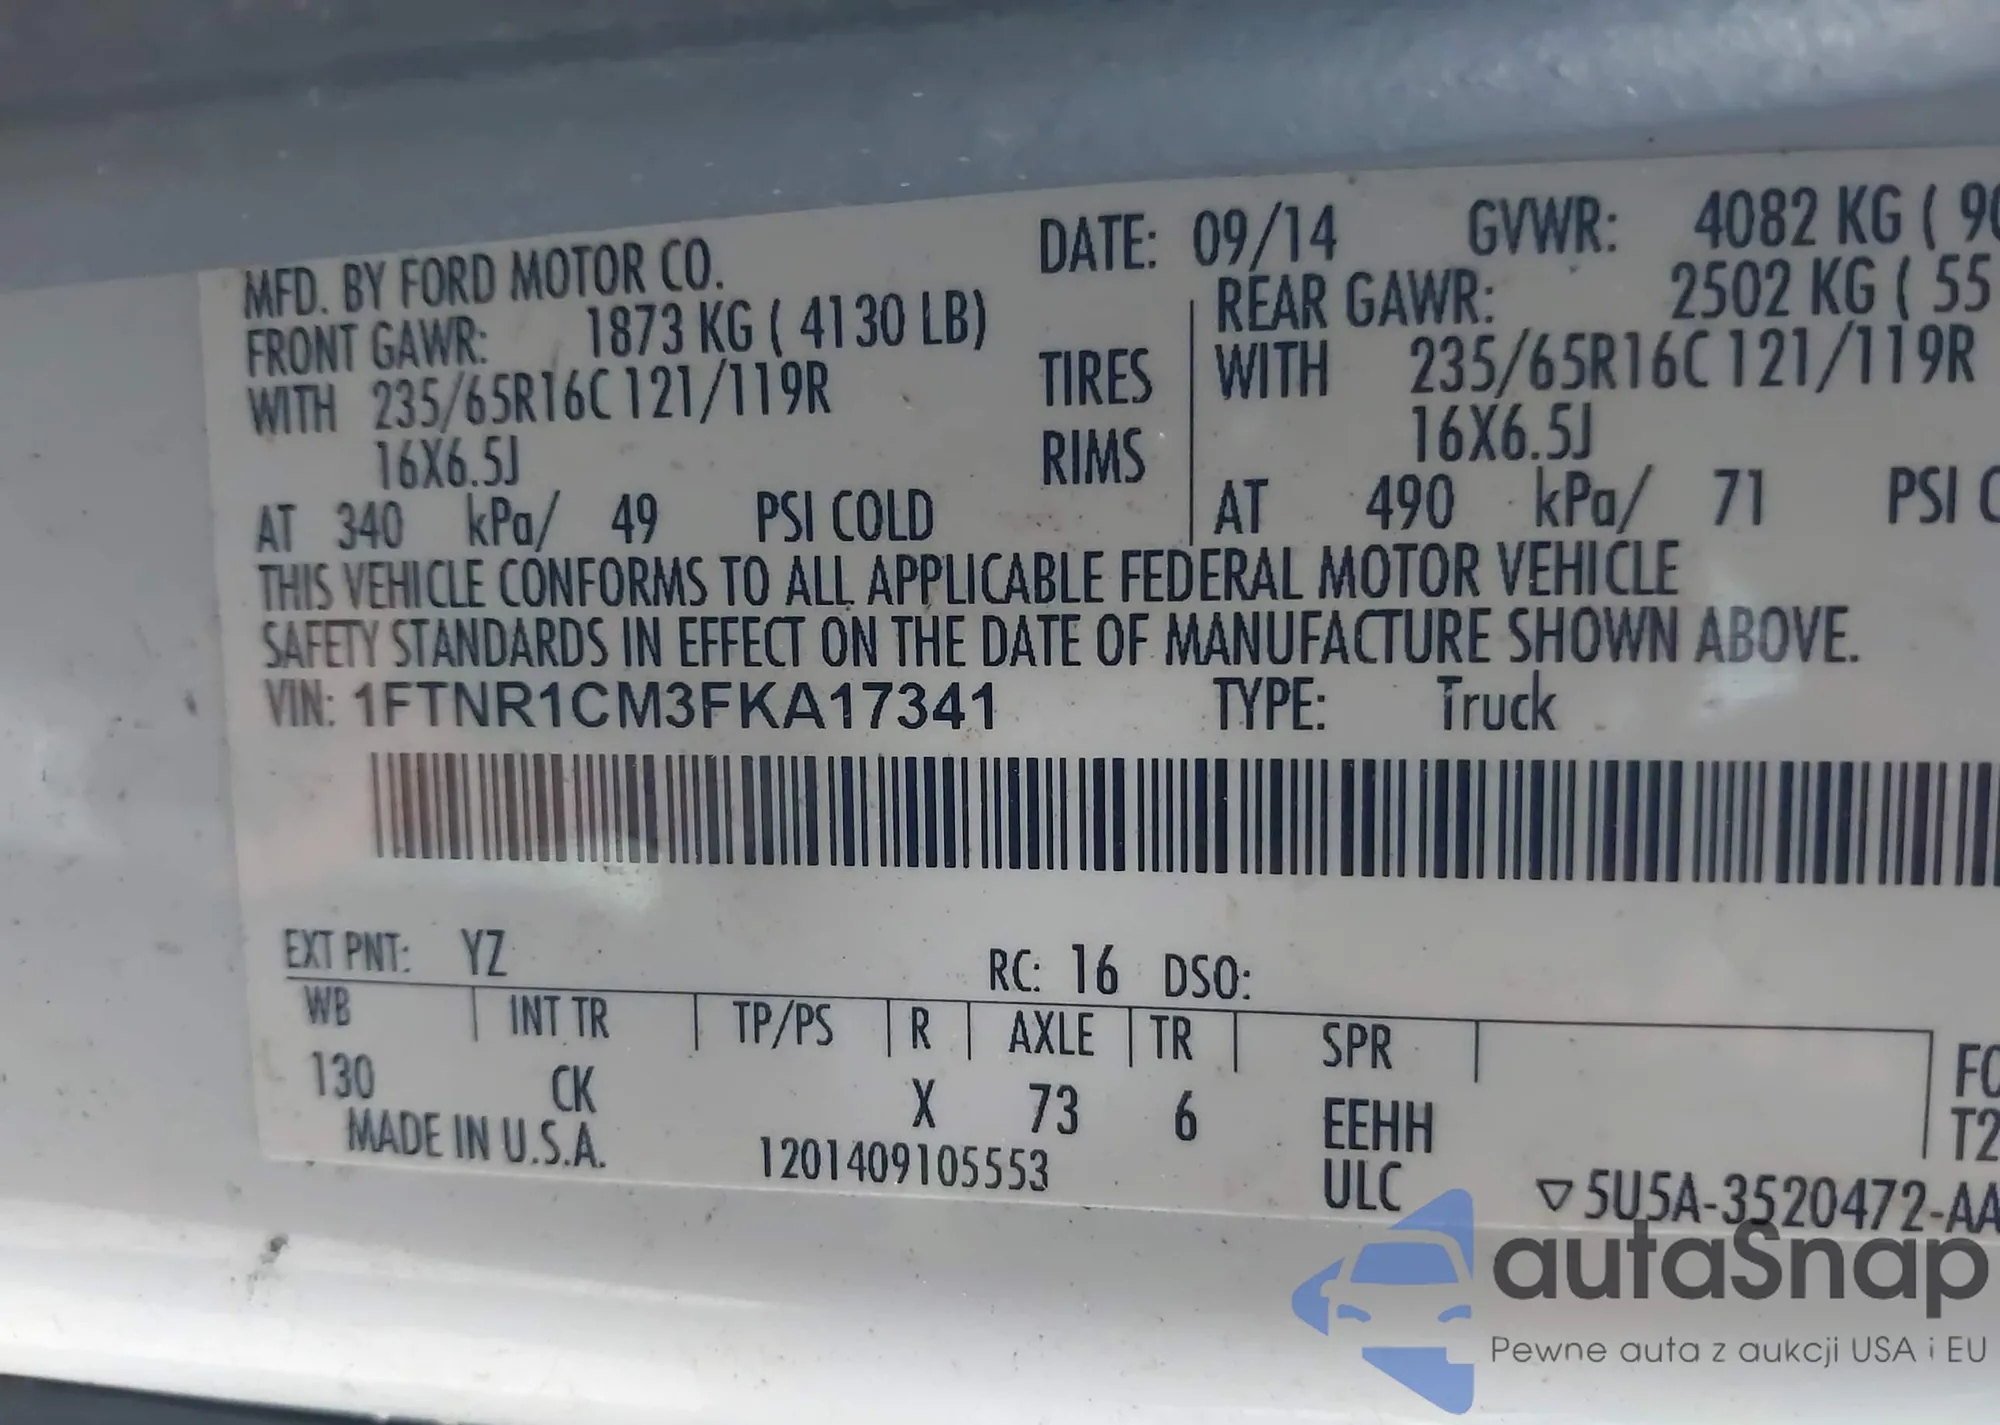 MFD. BY FORD MOTOR CO. DATE: 09/14 GVWR: 4082 KG ( 90
FRONT GAWR: 1873 KG ( 4130 LB) REAR GAWR: 2502 KG ( 55
WITH 235/65R16C 121/119R TIRES WITH 235/65R16C 121/119R
16X6.5J RIMS 16X6.5J
AT 340 kPa/ 49 PSI COLD AT 490 kPa/ 71 PSI C
THIS VEHICLE CONFORMS TO ALL APPLICABLE FEDERAL MOTOR VEHICLE
SAFETY STANDARDS IN EFFECT ON THE DATE OF MANUFACTURE SHOWN ABOVE.
VIN: 1FTNR1CM3FKA17341 TYPE: Truck
EXT PNT: YZ RC: 16 DSO:
WB INT TR TP/PS R AXLE TR SPR
130 CK X 73 6 EEHH
FO
T2
MADE IN U.S.A. 1201409105553 ULC ▽5U5A-3520472-AA
autaSnap
Pewne auta z aukcji USA i EU